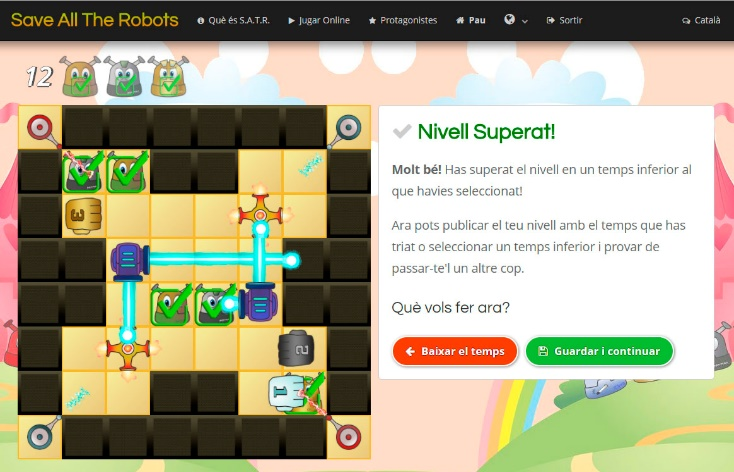 Save All The Robots
Què és S.A.T.R.
Jugar Online
Protagonistes
Pau
Sortir
Català
12
Nivell Superat!
Molt bé! Has superat el nivell en un temps inferior al
que havies seleccionat!
Ara pots publicar el teu nivell amb el temps que has
triat o seleccionar un temps inferior i provar de
passar-te'l un altre cop.
Què vols fer ara?
Baixar el temps
Guardar i continuar
3
2
1